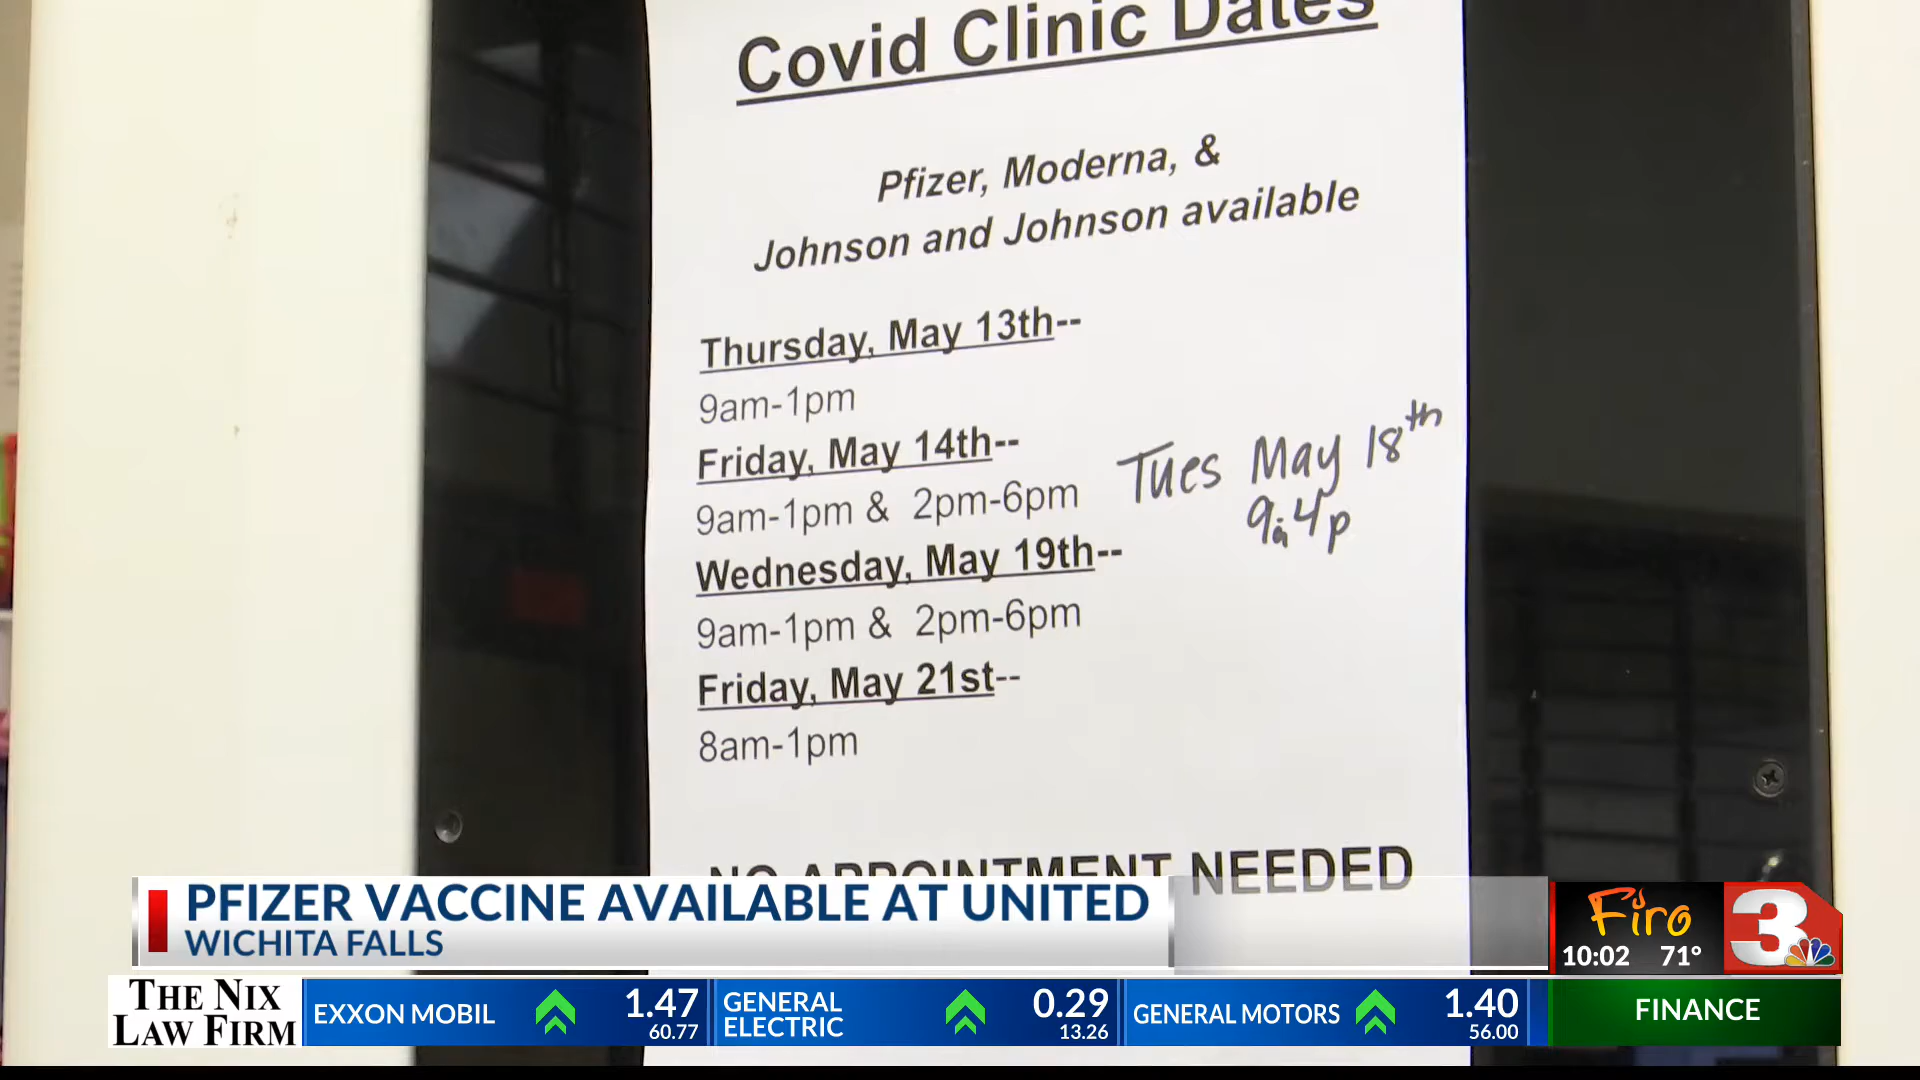 Covid Clinic Dates
Pfizer, Moderna, &
Johnson and Johnson available
Thursday, May 13th--
9am-1pm
Friday, May 14th--
9am-1pm & 2pm-6pm
Tues May 18th
9a-4p
Wednesday, May 19th--
9am-1pm & 2pm-6pm
Friday, May 21st--
8am-1pm
NO APPOINTMENT NEEDED
PFIZER VACCINE AVAILABLE AT UNITED
WICHITA FALLS
Firo
10:02 71°
3
THE NIX
LAW FIRM
EXXON MOBIL 1.47
60.77
GENERAL
ELECTRIC
0.29
13.26
GENERAL MOTORS 1.40
56.00
FINANCE